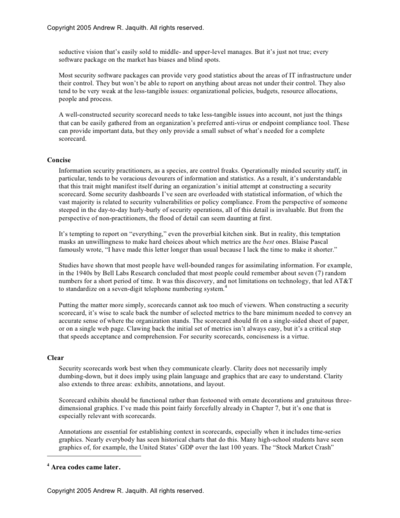 Copyright 2005 Andrew R. Jaquith. All rights reserved.
seductive vision that's easily sold to middle- and upper-level manages. But it's just not true; every
software package on the market has biases and blind spots.
Most security software packages can provide very good statistics about the areas of IT infrastructure under
their control. They but won't be able to report on anything about areas not under their control. They also
tend to be very weak at the less-tangible issues: organizational policies, budgets, resource allocations,
people and process.
A well-constructed security scorecard needs to take less-tangible issues into account, not just the things
that can be easily gathered from an organization's preferred anti-virus or endpoint compliance tool. These
can provide important data, but they only provide a small subset of what's needed for a complete
scorecard.
Concise
Information security practitioners, as a species, are control freaks. Operationally minded security staff, in
particular, tends to be voracious devourers of information and statistics. As a result, it's understandable
that this trait might manifest itself during an organization's initial attempt at constructing a security
scorecard. Some security dashboards I've seen are overloaded with statistical information, of which the
vast majority is related to security vulnerabilities or policy compliance. From the perspective of someone
steeped in the day-to-day hurly-burly of security operations, all of this detail is invaluable. But from the
perspective of non-practitioners, the flood of detail can seem daunting at first.
It's tempting to report on "everything," even the proverbial kitchen sink. But in reality, this temptation
masks an unwillingness to make hard choices about which metrics are the best ones. Blaise Pascal
famously wrote, "I have made this letter longer than usual because I lack the time to make it shorter."
Studies have shown that most people have well-bounded ranges for assimilating information. For example,
in the 1940s by Bell Labs Research concluded that most people could remember about seven (7) random
numbers for a short period of time. It was this discovery, and not limitations on technology, that led AT&T
to standardize on a seven-digit telephone numbering system.4
Putting the matter more simply, scorecards cannot ask too much of viewers. When constructing a security
scorecard, it's wise to scale back the number of selected metrics to the bare minimum needed to convey an
accurate sense of where the organization stands. The scorecard should fit on a single-sided sheet of paper,
or on a single web page. Clawing back the initial set of metrics isn't always easy, but it's a critical step
that speeds acceptance and comprehension. For security scorecards, conciseness is a virtue.
Clear
Security scorecards work best when they communicate clearly. Clarity does not necessarily imply
dumbing-down, but it does imply using plain language and graphics that are easy to understand. Clarity
also extends to three areas: exhibits, annotations, and layout.
Scorecard exhibits should be functional rather than festooned with ornate decorations and gratuitous three-
dimensional graphics. I've made this point fairly forcefully already in Chapter 7, but it's one that is
especially relevant with scorecards.
Annotations are essential for establishing context in scorecards, especially when it includes time-series
graphics. Nearly everybody has seen historical charts that do this. Many high-school students have seen
graphics of, for example, the United States' GDP over the last 100 years. The "Stock Market Crash"
4 Area codes came later.
Copyright 2005 Andrew R. Jaquith. All rights reserved.